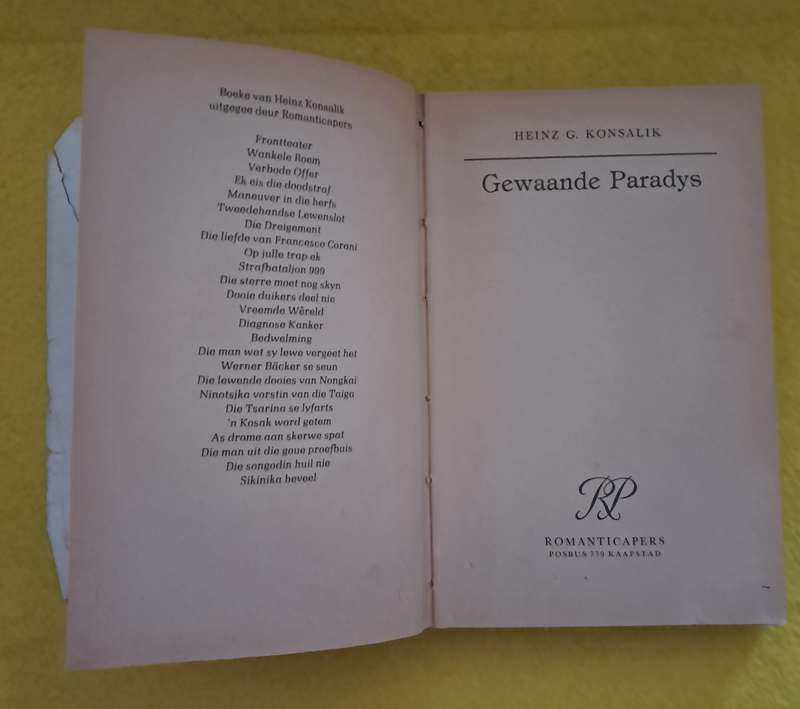 Boeke van Heinz Konsalik
uitgegee deur Romanticapers
Frontteater
Wankele Roem
Verbode Offer
Ek eis die doodstraf
Maneuver in die herfs
Tweedehandse Lewenslot
Die Dreigement
Die liefde van Francesco Corani
Op julle trap ek
Strafbataljon 999
Die sterre moet nog skyn
Dooie duikers deel nie
Vreemde Wêreld
Diagnose Kanker
Bedwelming
Die man wat sy lewe vergeet het
Werner Bäcker se seun
Die lewende dooies van Nongkai
Ninotsjka vorstin van die Taiga
Die Tsarina se lyfarts
'n Kosak word getem
As drome aan skerwe spat
Die man uit die goue proefbuis
Die songodin huil nie
Sikinika beveel
HEINZ G. KONSALIK
Gewaande Paradys
RP
ROMANTICAPERS
POSBUS 770 KAAPSTAD